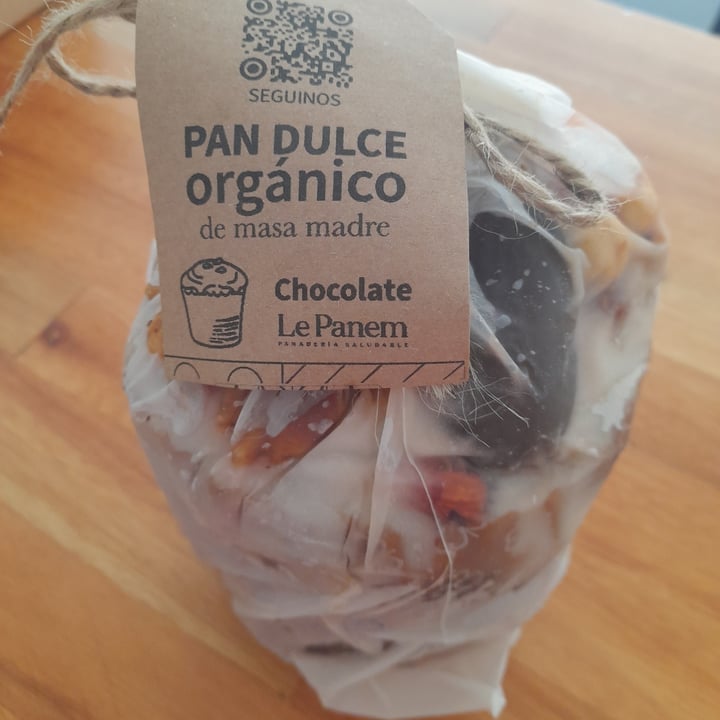 SEGUINOS
PAN DULCE
orgánico
de masa madre
Chocolate
Le Panem
PANADERÍA SALUDABLE